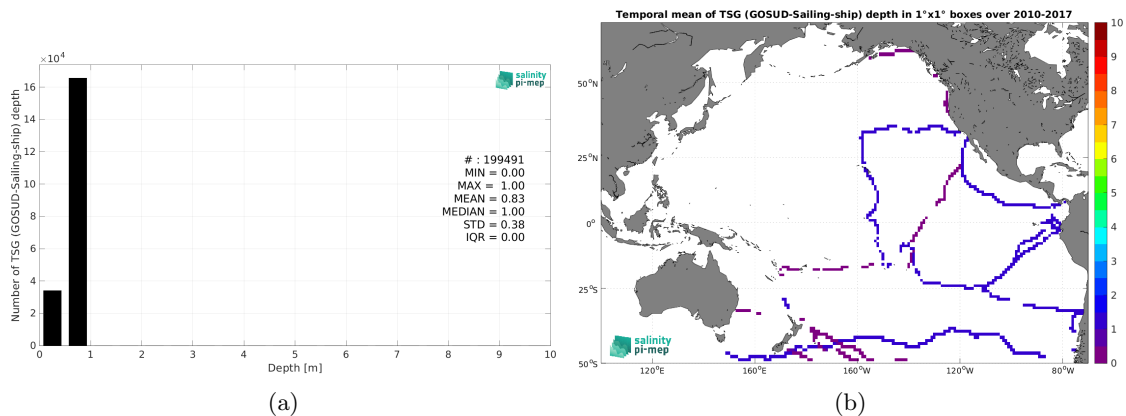 ×10⁴
16
14
12
10
8
6
4
2
0
Number of TSG (GOSUD-Sailing-ship) depth
salinity
pi-mep
# : 199491
MIN = 0.00
MAX = 1.00
MEAN = 0.83
MEDIAN = 1.00
STD = 0.38
IQR = 0.00
0 1 2 3 4 5 6 7 8 9 10
Depth [m]
(a)
Temporal mean of TSG (GOSUD-Sailing-ship) depth in 1°x1° boxes over 2010-2017
50°N
25°N
0°
25°S
50°S
120°E 160°E 160°W 120°W 80°W
salinity
pi-mep
10
9
8
7
6
5
4
3
2
1
0
(b)